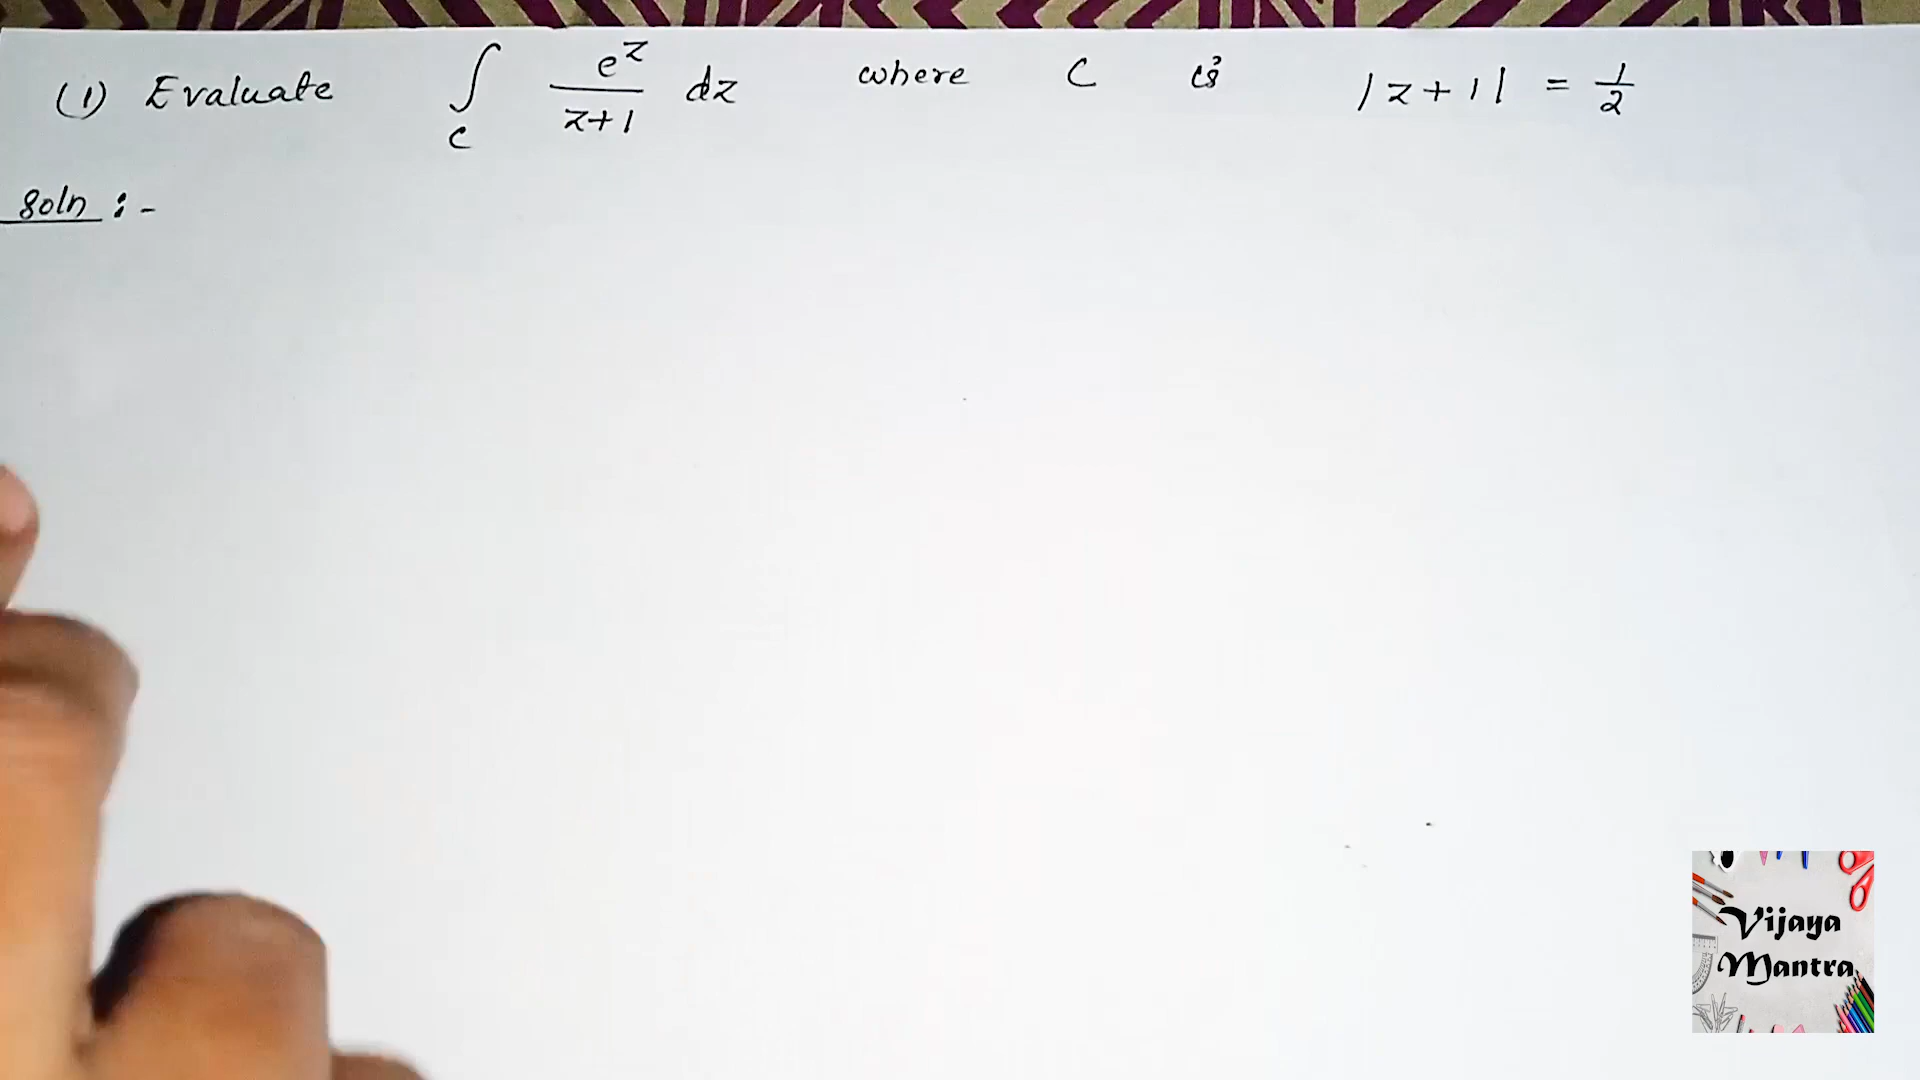 (1) Evaluate ∫_C e^z/(z+1) dz where C is |z+1| = 1/2
Soln :-
Vijaya
Mantra